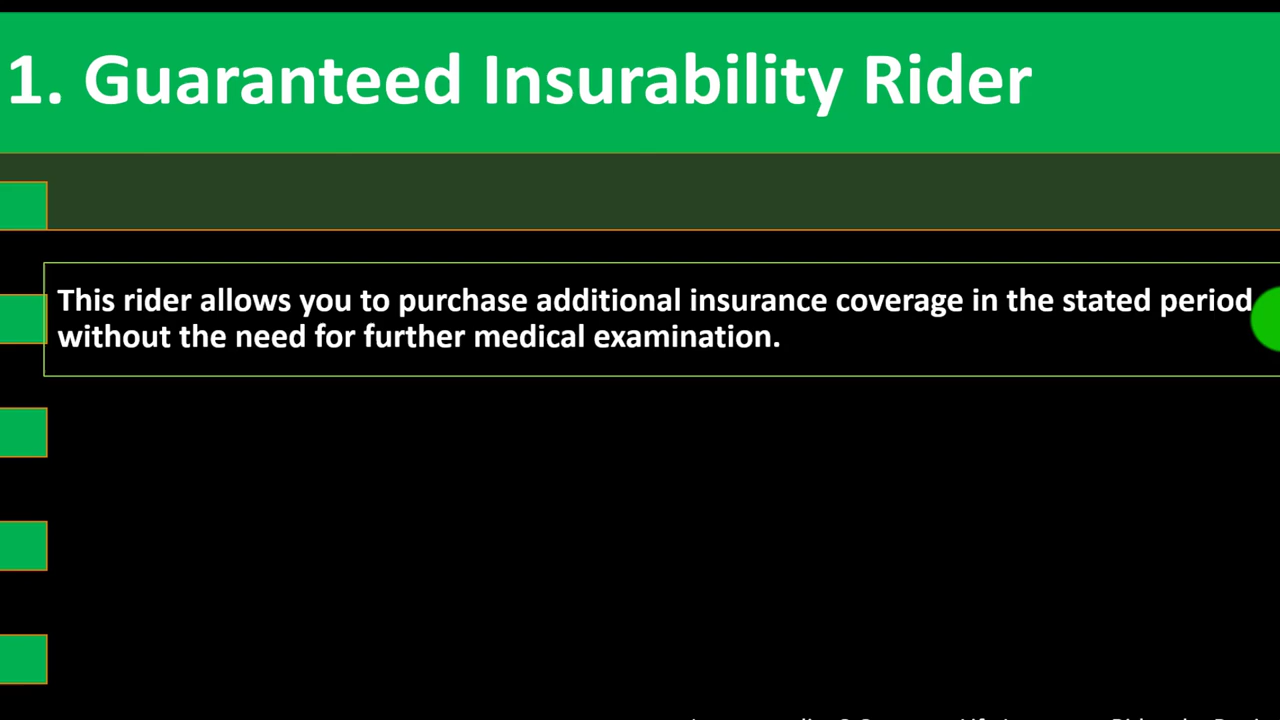 1. Guaranteed Insurability Rider
This rider allows you to purchase additional insurance coverage in the stated period
without the need for further medical examination.